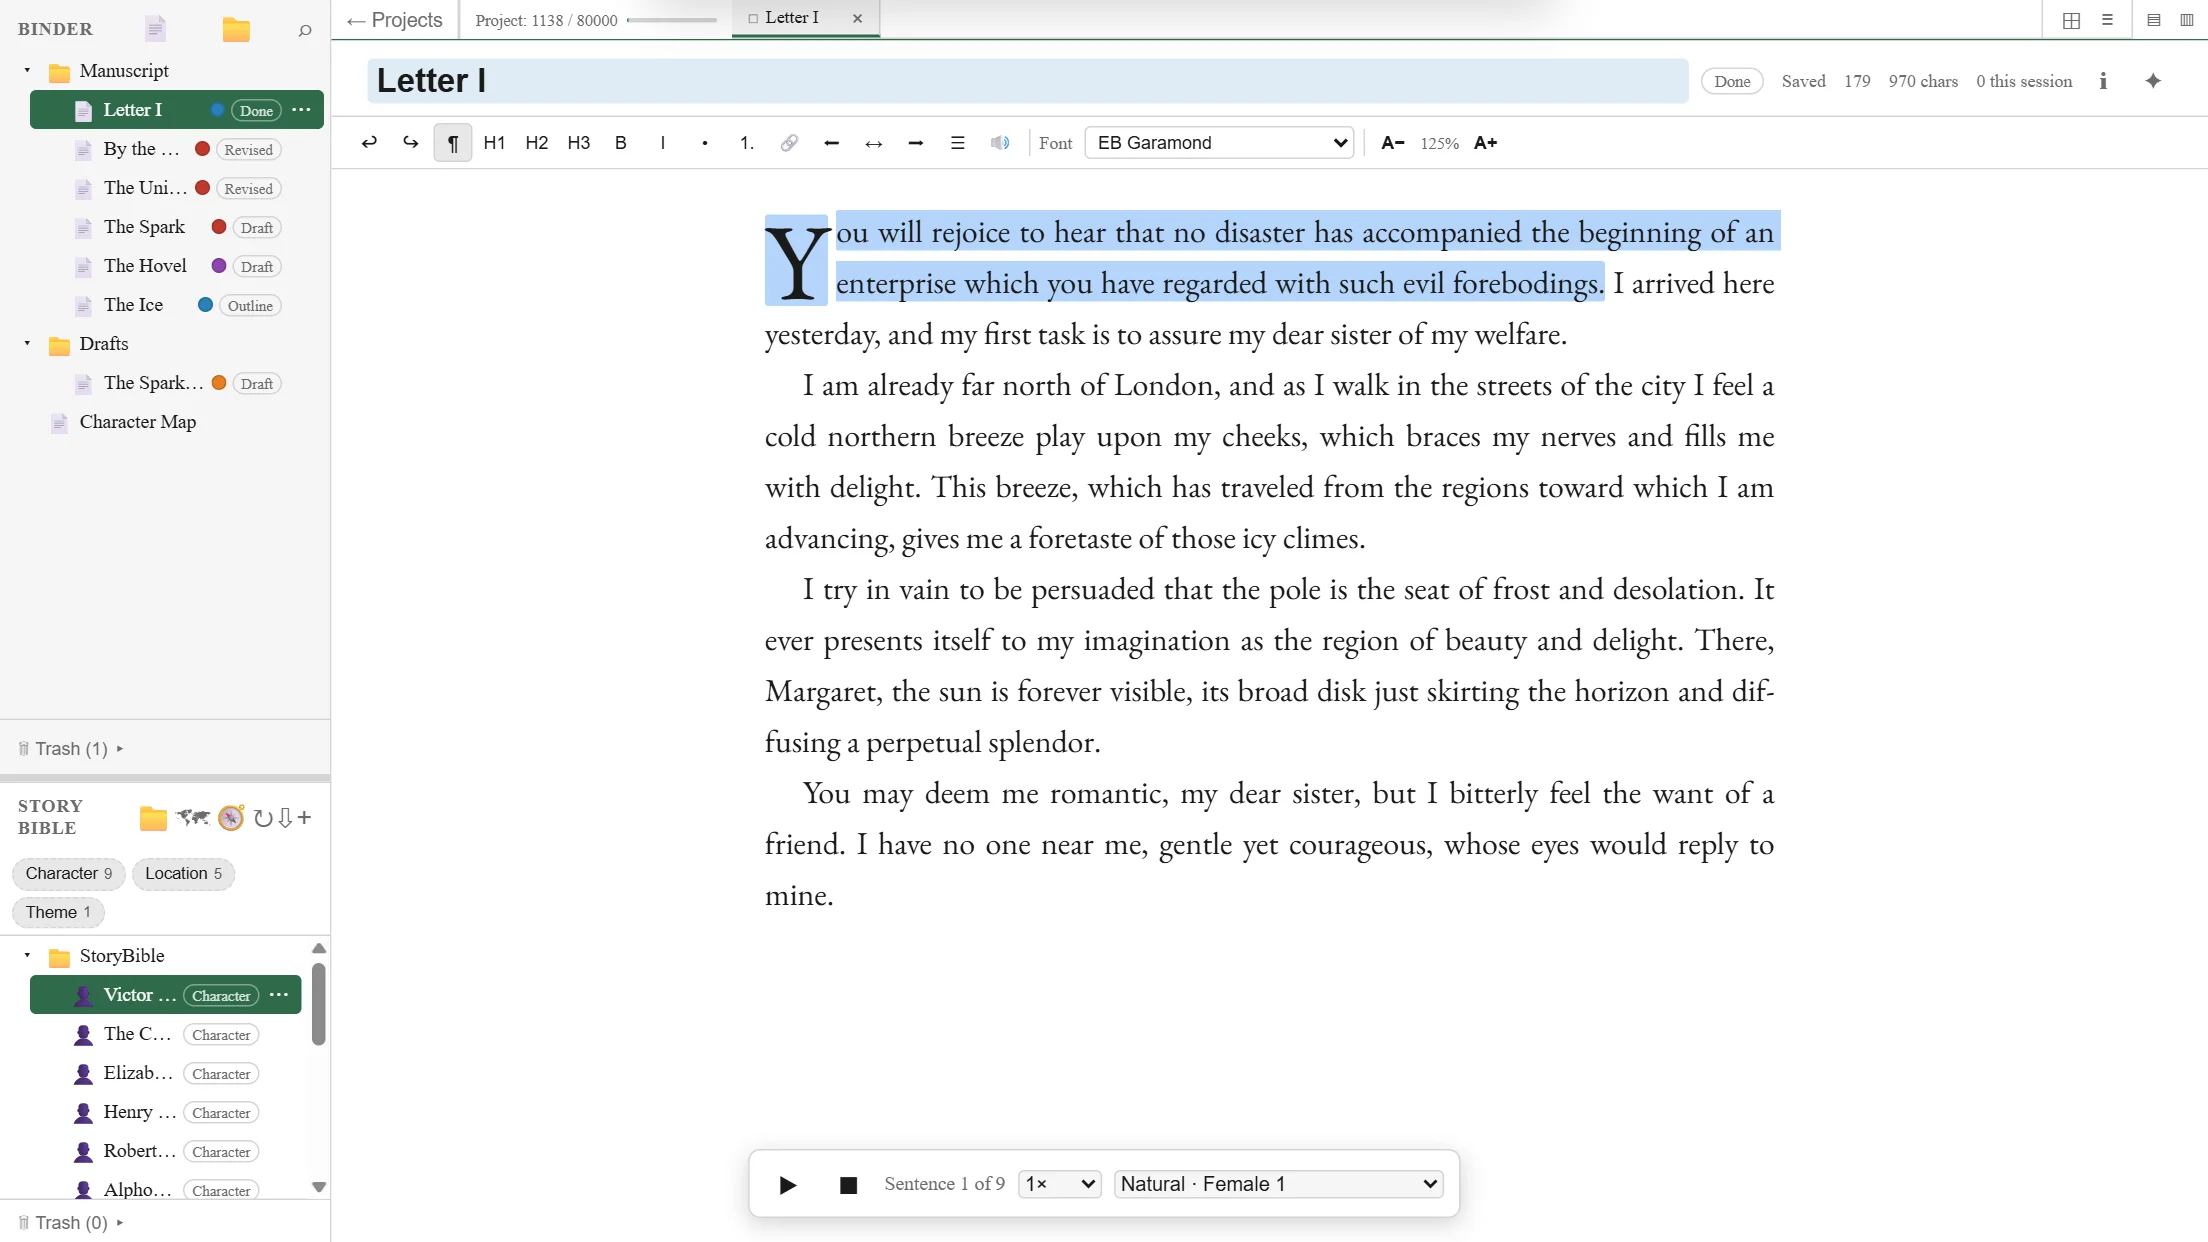 BINDER
Manuscript
Letter I Done
By the ... Revised
The Uni... Revised
The Spark Draft
The Hovel Draft
The Ice Outline
Drafts
The Spark... Draft
Character Map
Trash (1)
STORY
BIBLE
Character 9 Location 5
Theme 1
StoryBible
Victor ... Character
The C... Character
Elizab... Character
Henry ... Character
Robert... Character
Alpho... Character
Trash (0)
← Projects Project: 1138 / 80000 Letter I ×
Letter I Done Saved 179 970 chars 0 this session
¶ H1 H2 H3 B I • 1. Font EB Garamond A− 125% A+
You will rejoice to hear that no disaster has accompanied the beginning of an
enterprise which you have regarded with such evil forebodings. I arrived here
yesterday, and my first task is to assure my dear sister of my welfare.
I am already far north of London, and as I walk in the streets of the city I feel a
cold northern breeze play upon my cheeks, which braces my nerves and fills me
with delight. This breeze, which has traveled from the regions toward which I am
advancing, gives me a foretaste of those icy climes.
I try in vain to be persuaded that the pole is the seat of frost and desolation. It
ever presents itself to my imagination as the region of beauty and delight. There,
Margaret, the sun is forever visible, its broad disk just skirting the horizon and dif-
fusing a perpetual splendor.
You may deem me romantic, my dear sister, but I bitterly feel the want of a
friend. I have no one near me, gentle yet courageous, whose eyes would reply to
mine.
Sentence 1 of 9 1× Natural · Female 1